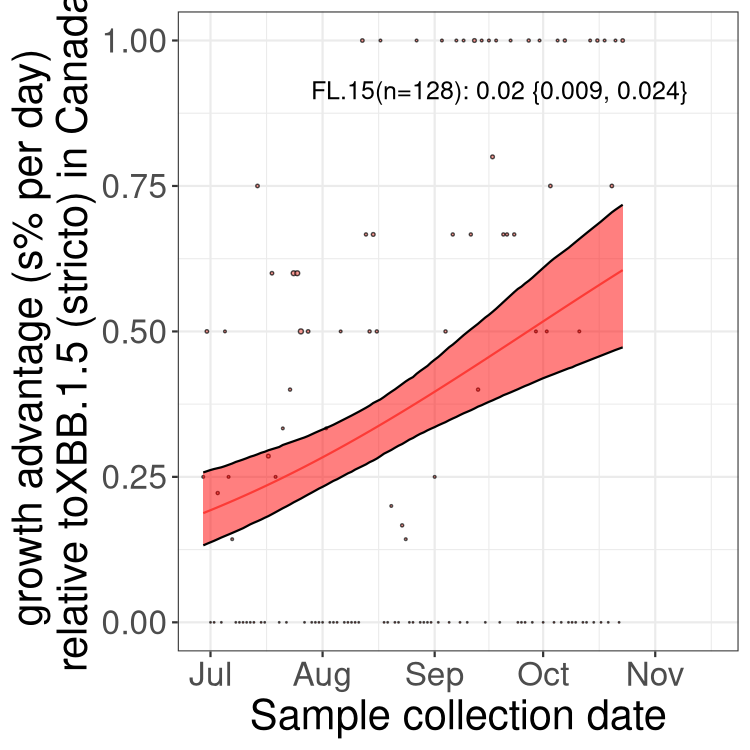 growth advantage (s% per day)
relative toXBB.1.5 (stricto) in Canada
1.00
0.75
0.50
0.25
0.00
FL.15(n=128): 0.02 {0.009, 0.024}
Jul Aug Sep Oct Nov
Sample collection date